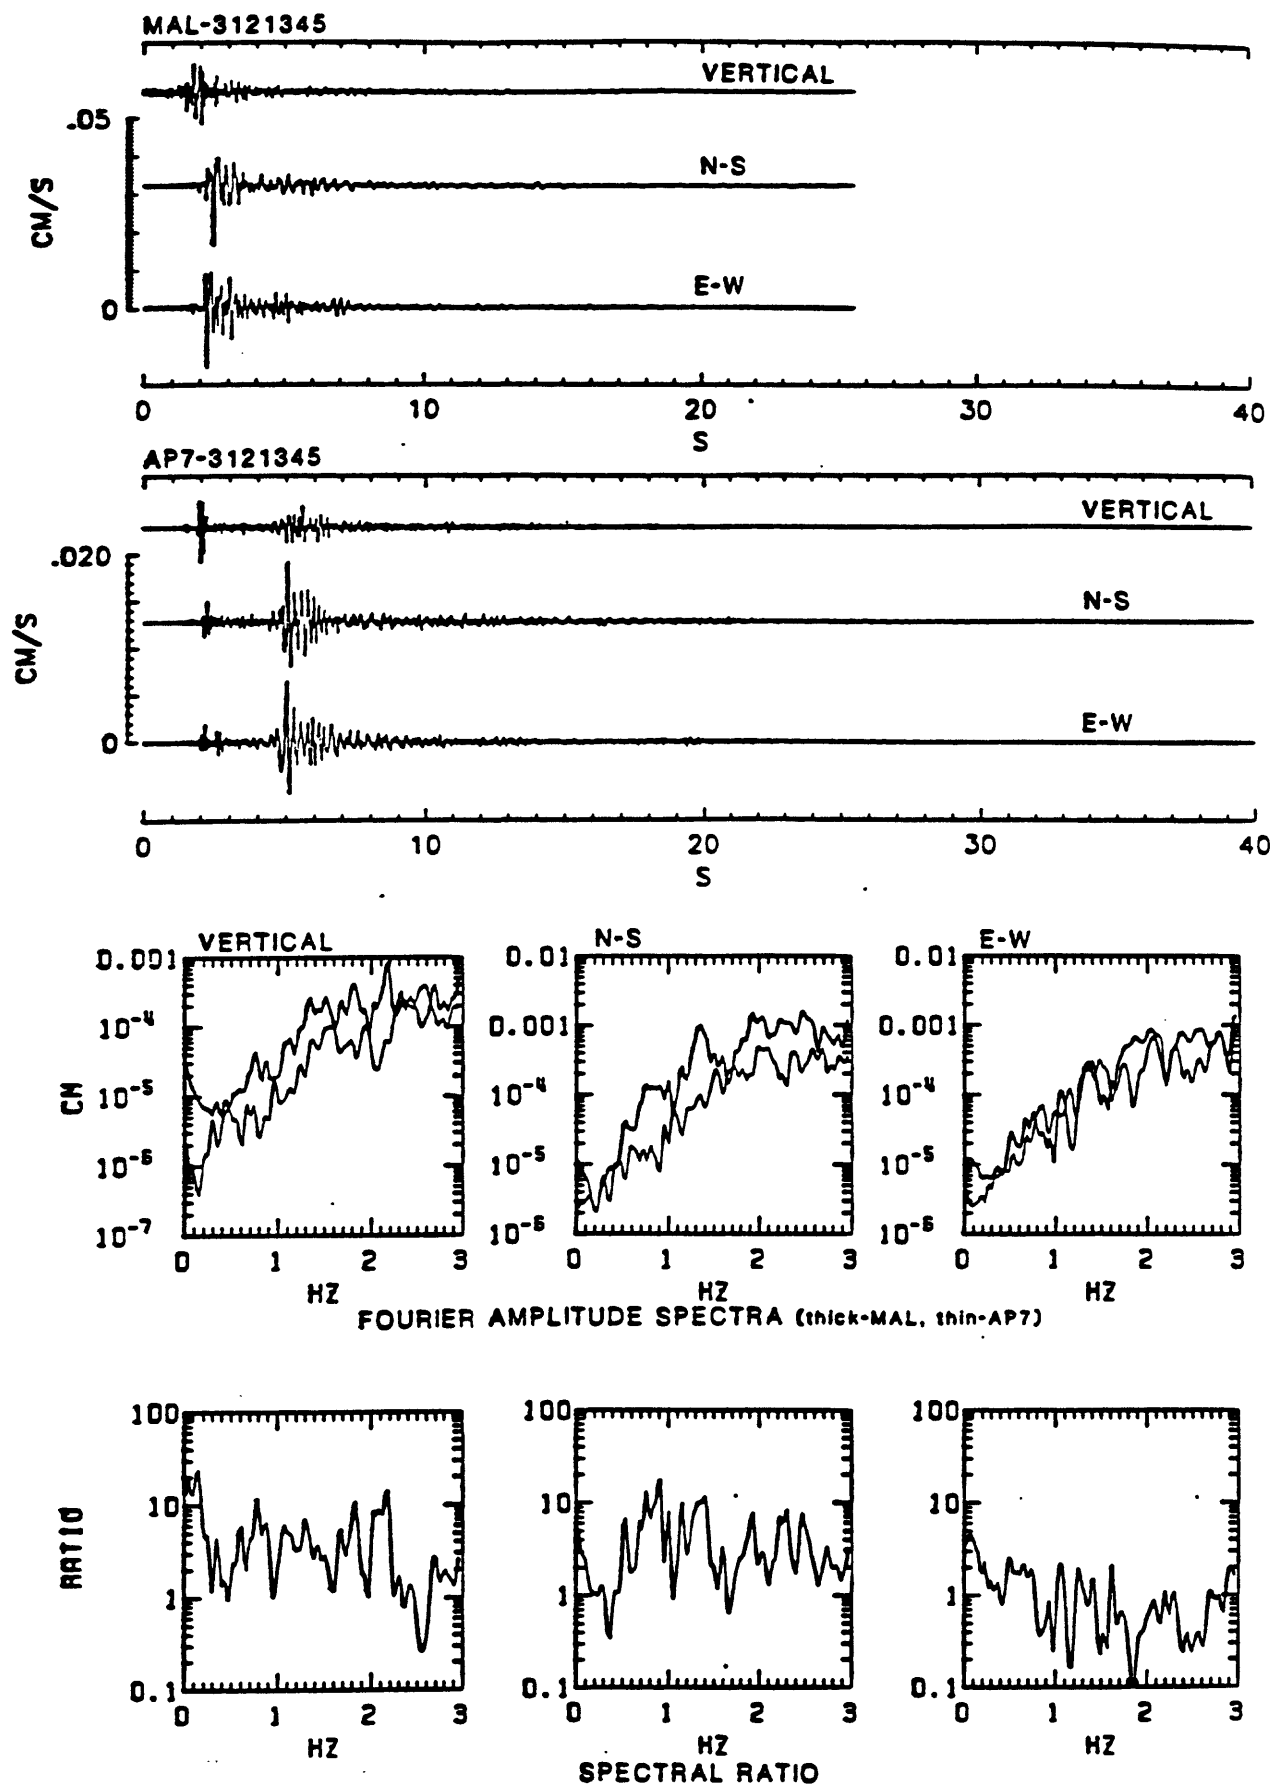 MAL-3121345
VERTICAL
.05
N-S
CM/S
E-W
0
0 10 20 30 40
S
AP7-3121345
VERTICAL
.020
N-S
CM/S
E-W
0
0 10 20 30 40
S
VERTICAL N-S E-W
0.001 0.01 0.01
10⁻⁴ 0.001 0.001
CM
10⁻⁵ 10⁻⁴ 10⁻⁴
10⁻⁶ 10⁻⁵ 10⁻⁵
10⁻⁷ 10⁻⁶ 10⁻⁶
0 1 2 3 0 1 2 3 0 1 2 3
HZ HZ HZ
FOURIER AMPLITUDE SPECTRA (thick-MAL, thin-AP7)
100 100 100
10 10 10
RATIO
1 1 1
0.1 0.1 0.1
0 1 2 3 0 1 2 3 0 1 2 3
HZ HZ HZ
SPECTRAL RATIO